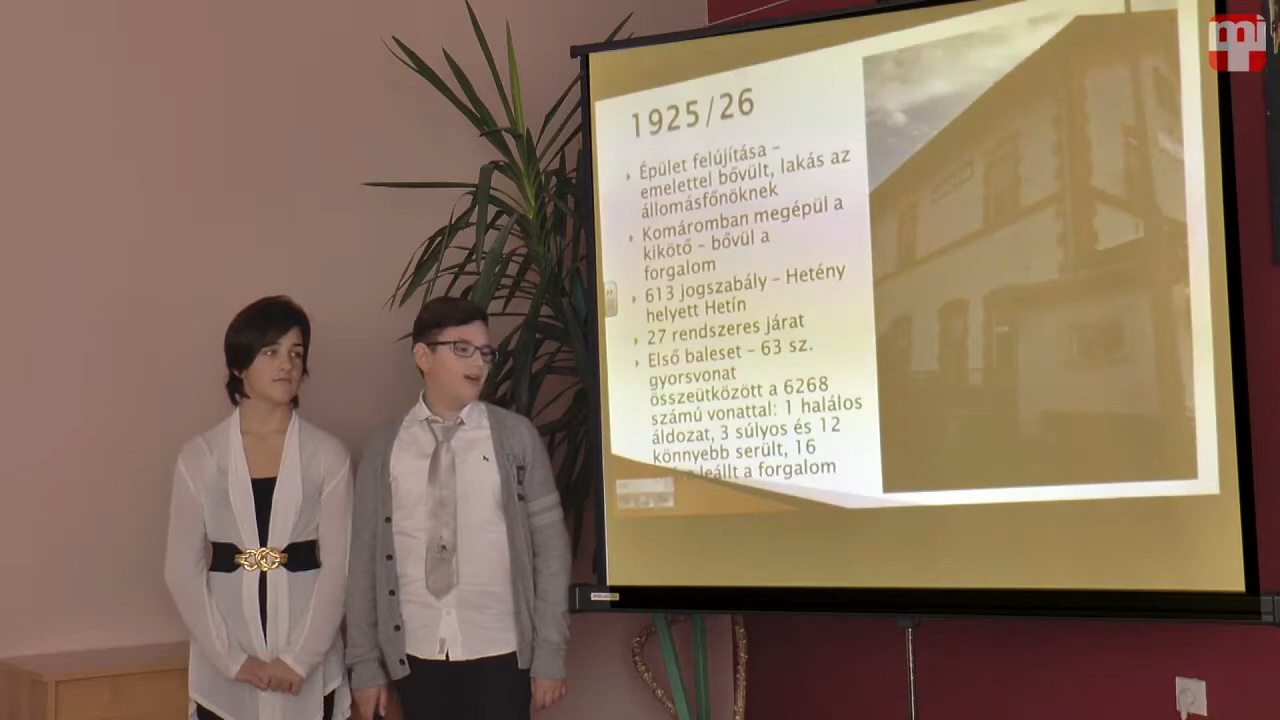 1925/26
Épület felújítása –
emelettel bővült, lakás az
állomásfőnöknek
Komáromban megépül a
kikötő – bővül a
forgalom
613 jogszabály – Hetény
helyett Hetín
27 rendszeres járat
Első baleset – 63 sz.
gyorsvonat
összeütközött a 6268
számú vonattal: 1 halálos
áldozat, 3 súlyos és 12
könnyebb serült, 16
leállt a forgalom